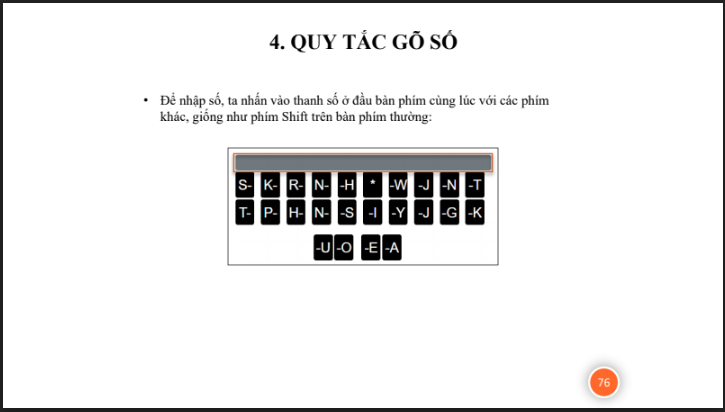 4. QUY TẮC GÕ SỐ
• Để nhập số, ta nhấn vào thanh số ở đầu bàn phím cùng lúc với các phím
khác, giống như phím Shift trên bàn phím thường:
S- K- R- N- -H * -W -J -N -T
T- P- H- N- -S -I -Y -J -G -K
-U -O -E -A
76